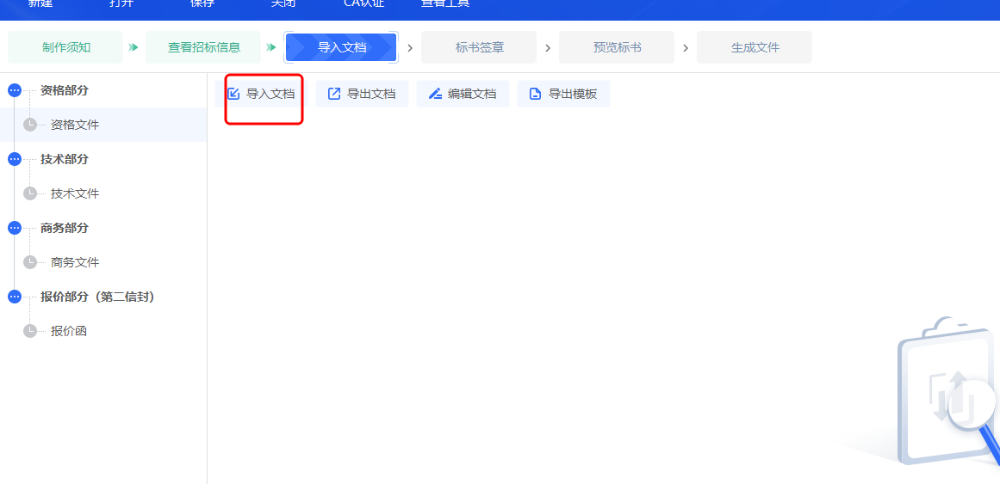 新建 打开 保存 关闭 CA认证 查看工具
制作须知 查看招标信息 导入文档 标书签章 预览标书 生成文件
导入文档 导出文档 编辑文档 导出模板
资格部分
资格文件
技术部分
技术文件
商务部分
商务文件
报价部分（第二信封）
报价函